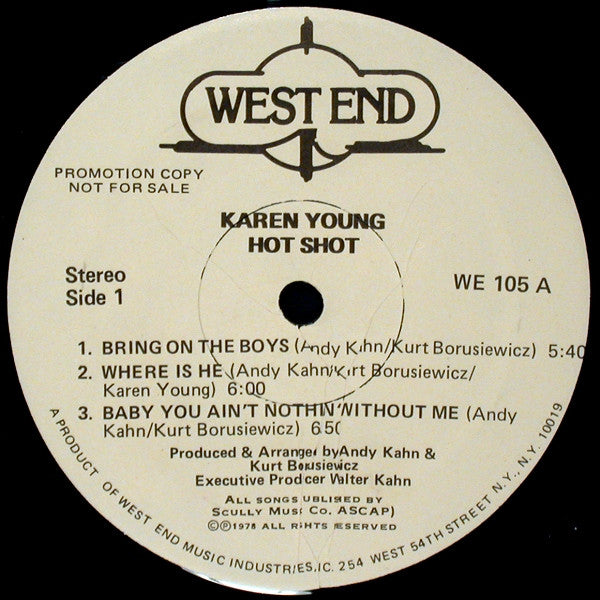 WEST END
PROMOTION COPY
NOT FOR SALE
KAREN YOUNG
HOT SHOT
Stereo
Side 1
WE 105 A
1. BRING ON THE BOYS (Andy Kahn/Kurt Borusiewicz) 5:40
2. WHERE IS HE (Andy Kahn/Kurt Borusiewicz/
Karen Young) 6:00
3. BABY YOU AIN'T NOTHIN WITHOUT ME (Andy
Kahn/Kurt Borusiewicz) 6:50
Produced & Arranged by Andy Kahn &
Kurt Borusiewicz
Executive Producer Walter Kahn
ALL SONGS PUBLISHED BY
SCULLY MUSIC CO. ASCAP)
©℗1978 ALL RIGHTS RESERVED
A PRODUCT OF WEST END MUSIC INDUSTRIES, INC. 254 WEST 54TH STREET N.Y., N.Y. 10019